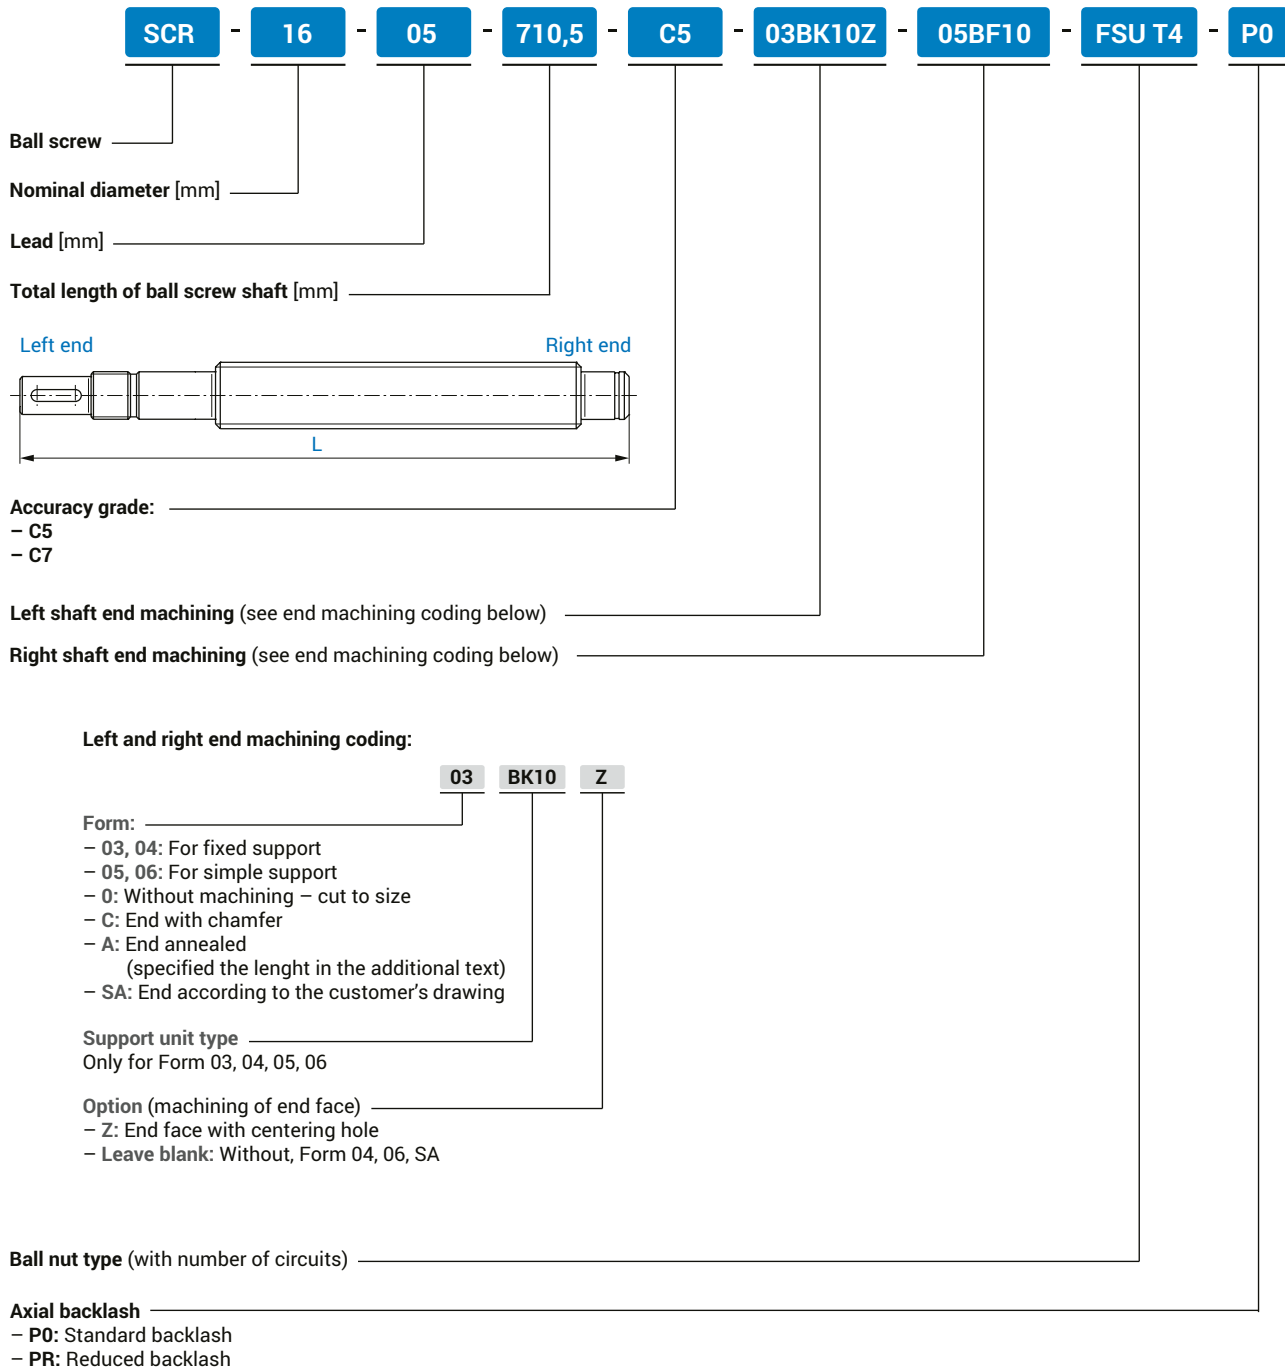 SCR - 16 - 05 - 710,5 - C5 - 03BK10Z - 05BF10 - FSU T4 - P0
Ball screw
Nominal diameter [mm]
Lead [mm]
Total length of ball screw shaft [mm]
Left end Right end
L
Accuracy grade:
– C5
– C7
Left shaft end machining (see end machining coding below)
Right shaft end machining (see end machining coding below)
Left and right end machining coding:
03 BK10 Z
Form:
– 03, 04: For fixed support
– 05, 06: For simple support
– 0: Without machining – cut to size
– C: End with chamfer
– A: End annealed
(specified the lenght in the additional text)
– SA: End according to the customer's drawing
Support unit type
Only for Form 03, 04, 05, 06
Option (machining of end face)
– Z: End face with centering hole
– Leave blank: Without, Form 04, 06, SA
Ball nut type (with number of circuits)
Axial backlash
– P0: Standard backlash
– PR: Reduced backlash